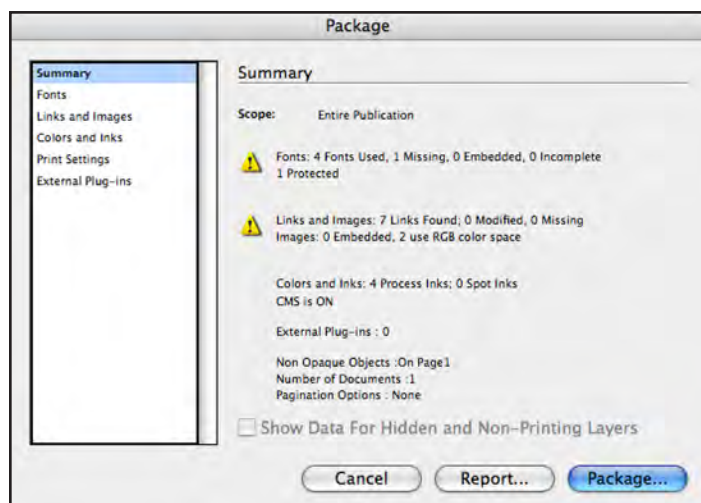 Package
Summary
Fonts
Links and Images
Colors and Inks
Print Settings
External Plug-ins
Summary
Scope: Entire Publication
Fonts: 4 Fonts Used, 1 Missing, 0 Embedded, 0 Incomplete
1 Protected
Links and Images: 7 Links Found; 0 Modified, 0 Missing
Images: 0 Embedded, 2 use RGB color space
Colors and Inks: 4 Process Inks; 0 Spot Inks
CMS is ON
External Plug-ins : 0
Non Opaque Objects :On Page1
Number of Documents :1
Pagination Options : None
Show Data For Hidden and Non-Printing Layers
Cancel Report... Package...